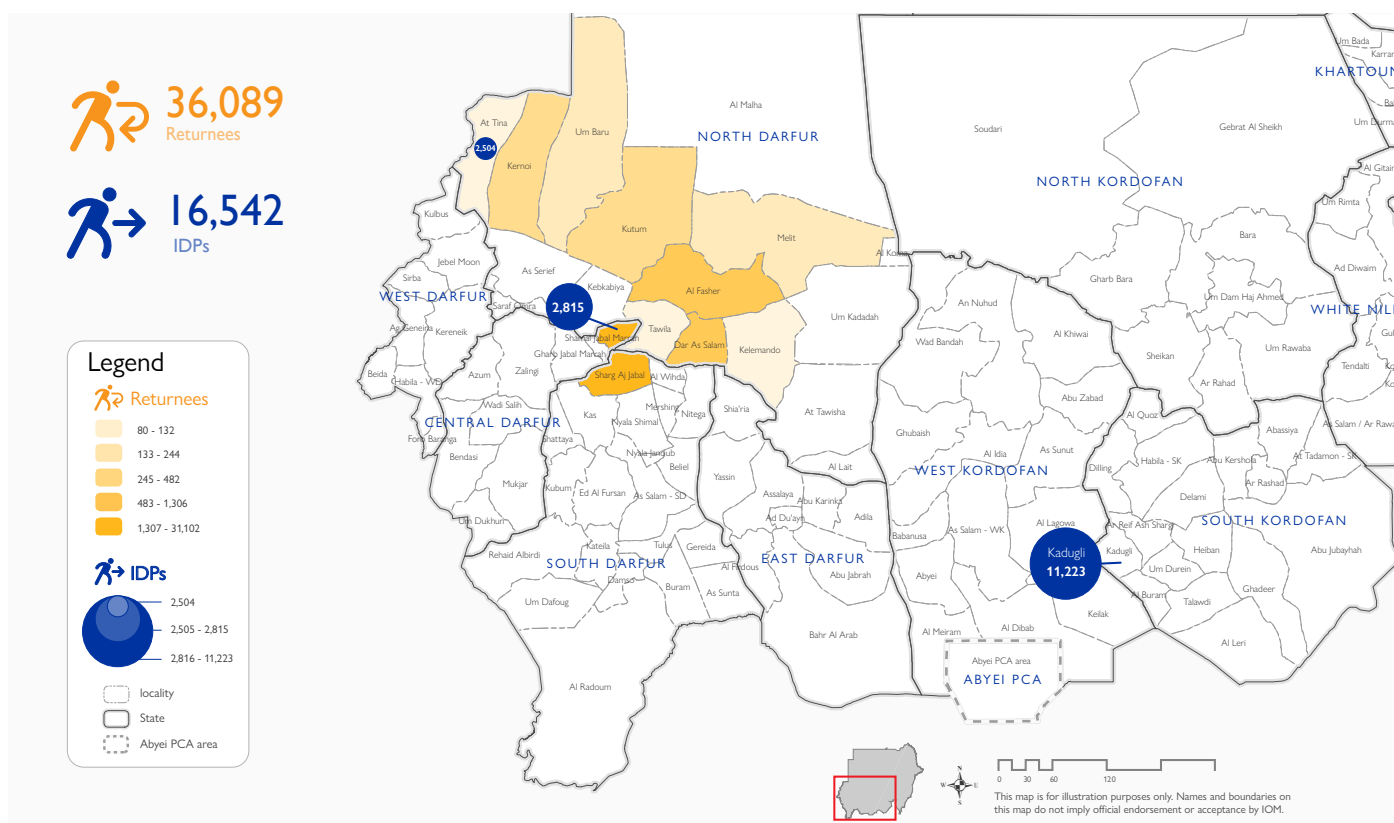 36,089
Returnees
16,542
IDPs
Legend
Returnees
80 - 132
133 - 244
245 - 482
483 - 1,306
1,307 - 31,102
IDPs
2,504
2,505 - 2,815
2,816 - 11,223
locality
State
Abyei PCA area
At Tina
2,504
Kernoi
Um Baru
Al Malha
NORTH DARFUR
Kutum
Melit
Al Koma
Al Fasher
Kebkabiya
As Serief
Saraf Omra
2,815
Tawila
Dar As Salam
Kelemando
Um Kadadah
At Tawisha
Al Lait
Kulbus
Jebel Moon
Sirba
WEST DARFUR
Ag Geneina
Kereneik
Beida
Habila - WD
Foro Baranga
Shamal Jabal Marrah
Gharb Jabal Marrah
Azum
Zalingi
Wadi Salih
CENTRAL DARFUR
Bendasi
Mukjar
Um Dukhun
Sharg Aj Jabal
Al Wihda
Kas
Mershing
Nitega
Nyala Shimal
Shattaya
Nyala Janoub
Beliel
Kubum
Ed Al Fursan
As Salam - SD
Rehaid Albirdi
Kateila
Tulus
Gereida
SOUTH DARFUR
Damso
Buram
As Sunta
Um Dafoug
Al Radoum
Shia'ria
Yassin
Assalaya
Abu Karinka
Ad Du'ayn
Adila
EAST DARFUR
Al Firdous
Abu Jabrah
Bahr Al Arab
Soudari
Gebrat Al Sheikh
NORTH KORDOFAN
Bara
Gharb Bara
Um Dam Haj Ahmed
Sheikan
Um Rawaba
Ar Rahad
An Nuhud
Wad Bandah
Al Khiwai
Abu Zabad
Ghubaish
Al Idia
As Sunut
WEST KORDOFAN
Babanusa
As Salam - WK
Al Lagowa
Abyei
Keilak
Al Meiram
Al Dibab
Abyei PCA area
ABYEI PCA
Kadugli
11,223
Al Quoz
Dilling
Habila - SK
Abu Kershola
Abassiya
At Tadamon - SK
Ar Rashad
Delami
Ar Reif Ash Shargi
SOUTH KORDOFAN
Kadugli
Heiban
Abu Jubayhah
Um Durein
Ghadeer
Al Buram
Talawdi
Al Leri
Um Bada
Karrar
KHARTOUM
Um Durma
Al Gitain
Um Rimta
Ad Diwaim
WHITE NIL
Tendalti
As Salam / Ar Rawa
N
W
E
S
0
30
60
120
This map is for illustration purposes only. Names and boundaries on
this map do not imply official endorsement or acceptance by IOM.